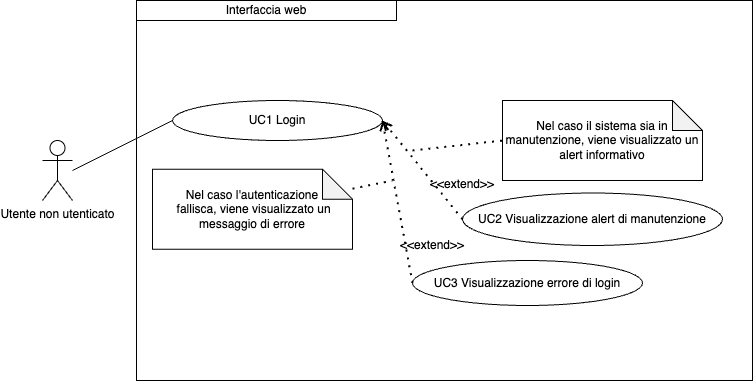 Interfaccia web
UC1 Login
Nel caso il sistema sia in
manutenzione, viene visualizzato un
alert informativo
Utente non utenticato
Nel caso l'autenticazione
fallisca, viene visualizzato un
messaggio di errore
<<extend>>
UC2 Visualizzazione alert di manutenzione
<<extend>>
UC3 Visualizzazione errore di login